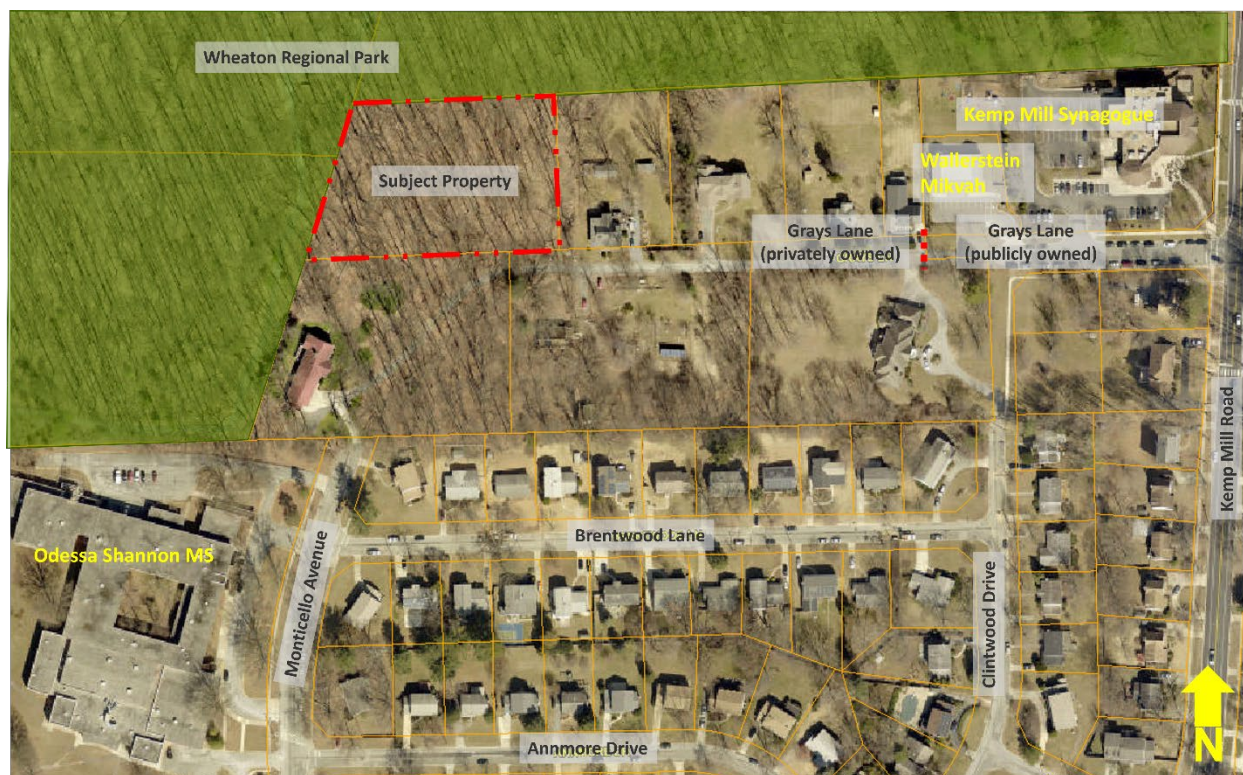 Wheaton Regional Park
Kemp Mill Synagogue
Wallerstein
Mikvah
Subject Property
Grays Lane
(privately owned)
Grays Lane
(publicly owned)
Kemp Mill Road
Brentwood Lane
Odessa Shannon MS
Monticello Avenue
Clintwood Drive
Annmore Drive
N